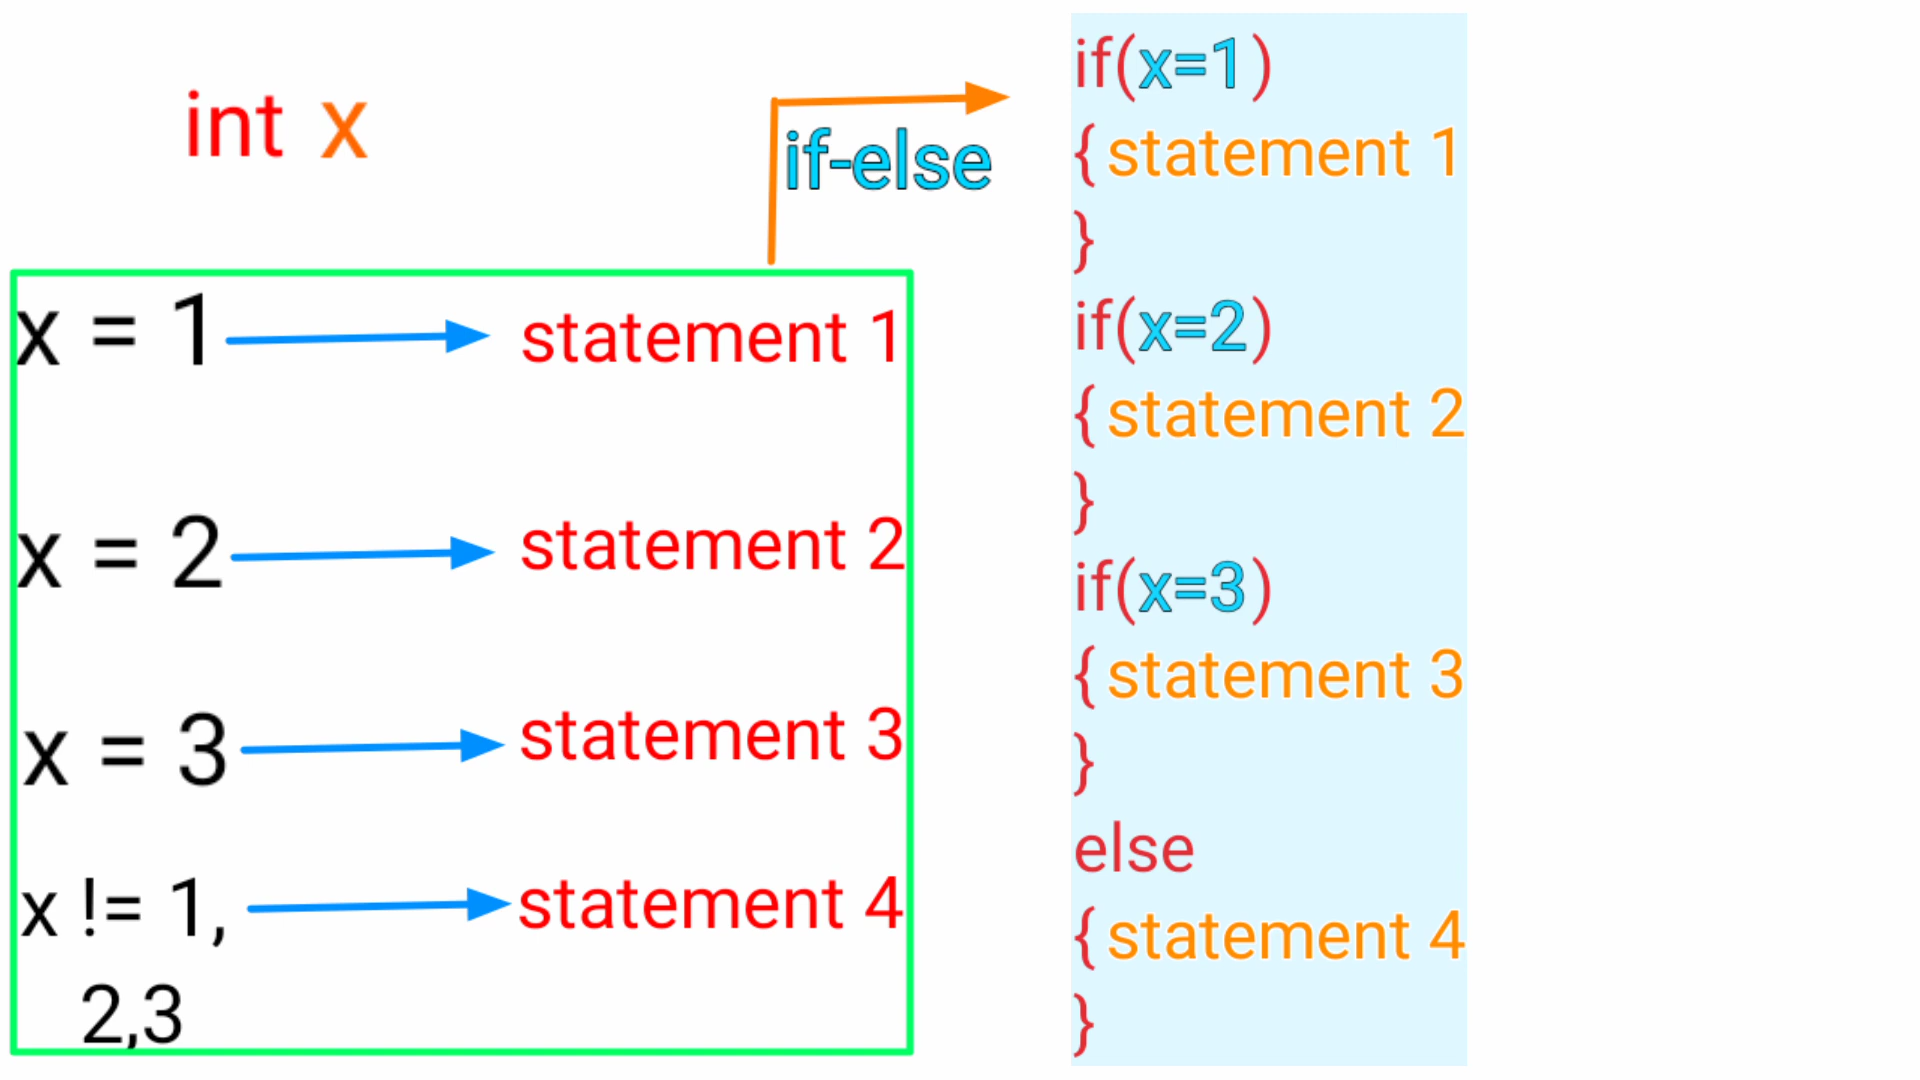 int x
if-else
x = 1 statement 1
x = 2 statement 2
x = 3 statement 3
x != 1, statement 4
2,3
if(x=1)
{ statement 1
}
if(x=2)
{ statement 2
}
if(x=3)
{ statement 3
}
else
{ statement 4
}